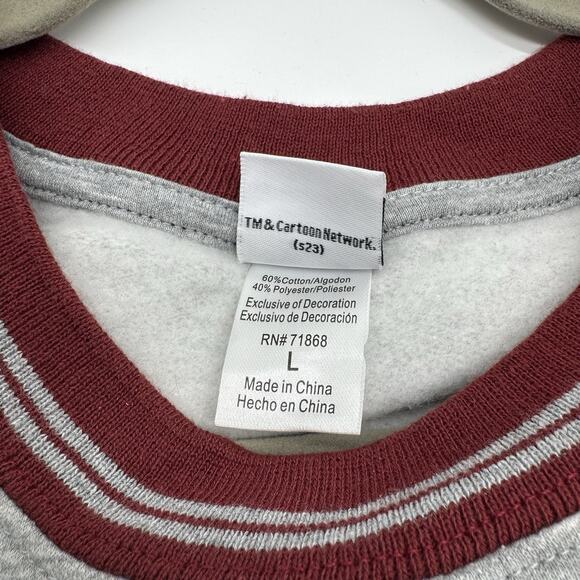 TM & Cartoon Network.
(s23)
60%Cotton/Algodon
40% Polyester/Poliester
Exclusive of Decoration
Exclusivo de Decoración
RN# 71868
L
Made in China
Hecho en China